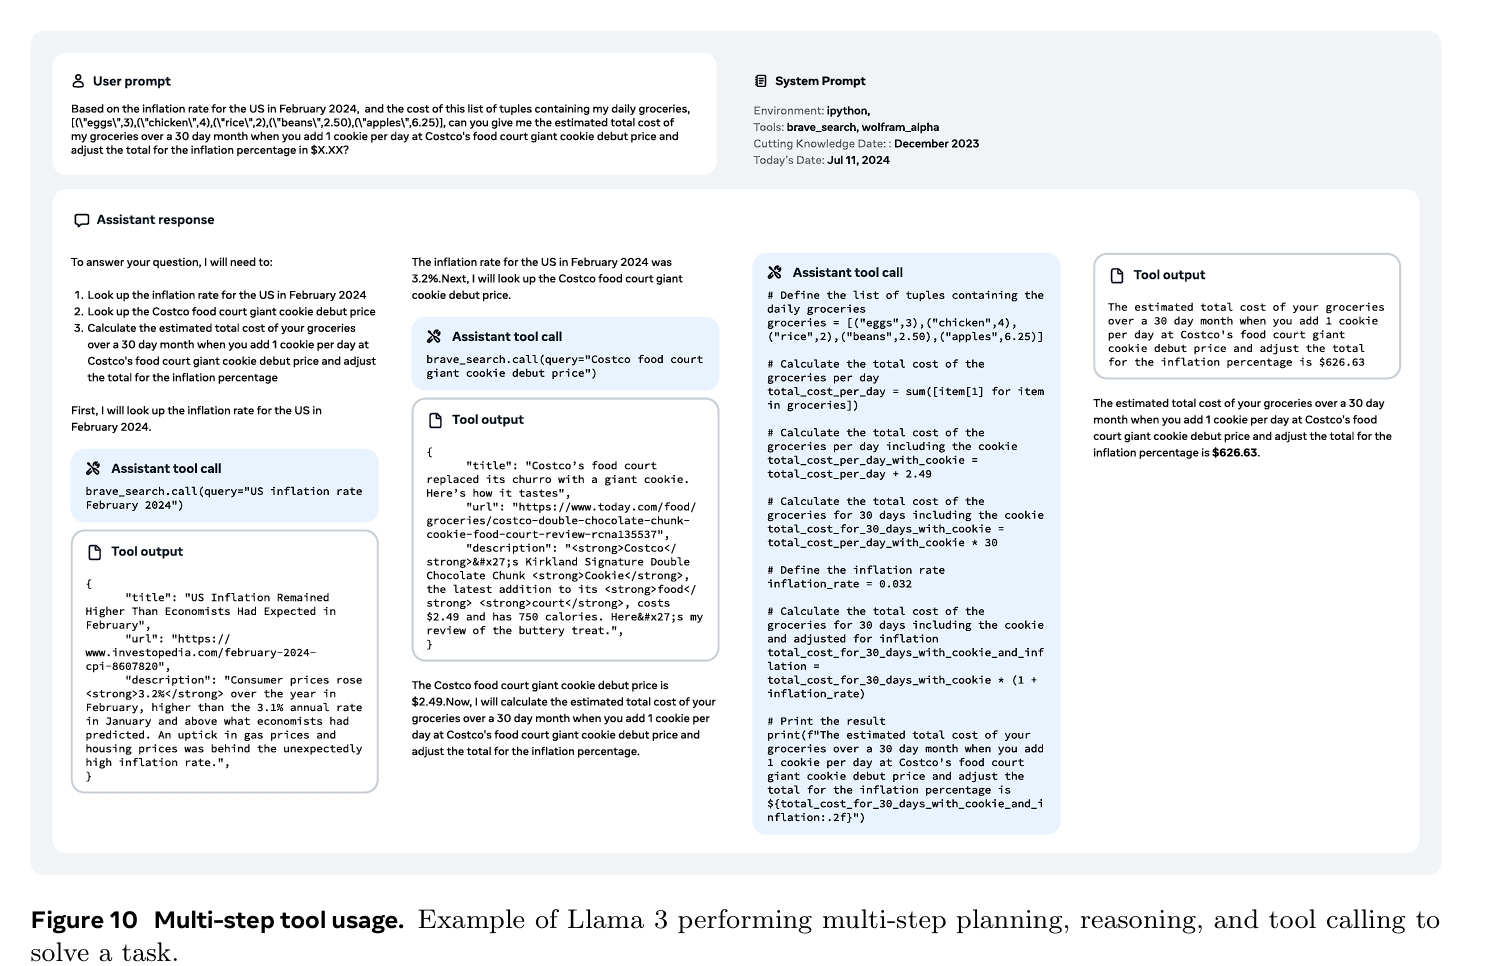 User prompt
Based on the inflation rate for the US in February 2024,  and the cost of this list of tuples containing my daily groceries,
[(\"eggs\",3),(\"chicken\",4),(\"rice\",2),(\"beans\",2.50),(\"apples\",6.25)], can you give me the estimated total cost of
my groceries over a 30 day month when you add 1 cookie per day at Costco's food court giant cookie debut price and
adjust the total for the inflation percentage in $X.XX?
System Prompt
Environment: ipython,
Tools: brave_search, wolfram_alpha
Cutting Knowledge Date: : December 2023
Today's Date: Jul 11, 2024
Assistant response
To answer your question, I will need to:
1. Look up the inflation rate for the US in February 2024
2. Look up the Costco food court giant cookie debut price
3. Calculate the estimated total cost of your groceries
over a 30 day month when you add 1 cookie per day at
Costco's food court giant cookie debut price and adjust
the total for the inflation percentage
First, I will look up the inflation rate for the US in
February 2024.
Assistant tool call
brave_search.call(query="US inflation rate
February 2024")
Tool output
{
"title": "US Inflation Remained
Higher Than Economists Had Expected in
February",
"url": "https://
www.investopedia.com/february-2024-
cpi-8607820",
"description": "Consumer prices rose
<strong>3.2%</strong> over the year in
February, higher than the 3.1% annual rate
in January and above what economists had
predicted. An uptick in gas prices and
housing prices was behind the unexpectedly
high inflation rate.",
}
The inflation rate for the US in February 2024 was
3.2%.Next, I will look up the Costco food court giant
cookie debut price.
Assistant tool call
brave_search.call(query="Costco food court
giant cookie debut price")
Tool output
{
"title": "Costco's food court
replaced its churro with a giant cookie.
Here's how it tastes",
"url": "https://www.today.com/food/
groceries/costco-double-chocolate-chunk-
cookie-food-court-review-rcna135537",
"description": "<strong>Costco</
strong>&#x27;s Kirkland Signature Double
Chocolate Chunk <strong>Cookie</strong>,
the latest addition to its <strong>food</
strong> <strong>court</strong>, costs
$2.49 and has 750 calories. Here&#x27;s my
review of the buttery treat.",
}
The Costco food court giant cookie debut price is
$2.49.Now, I will calculate the estimated total cost of your
groceries over a 30 day month when you add 1 cookie per
day at Costco's food court giant cookie debut price and
adjust the total for the inflation percentage.
Assistant tool call
# Define the list of tuples containing the
daily groceries
groceries = [("eggs",3),("chicken",4),
("rice",2),("beans",2.50),("apples",6.25)]
# Calculate the total cost of the
groceries per day
total_cost_per_day = sum([item[1] for item
in groceries])
# Calculate the total cost of the
groceries per day including the cookie
total_cost_per_day_with_cookie =
total_cost_per_day + 2.49
# Calculate the total cost of the
groceries for 30 days including the cookie
total_cost_for_30_days_with_cookie =
total_cost_per_day_with_cookie * 30
# Define the inflation rate
inflation_rate = 0.032
# Calculate the total cost of the
groceries for 30 days including the cookie
and adjusted for inflation
total_cost_for_30_days_with_cookie_and_inf
lation =
total_cost_for_30_days_with_cookie * (1 +
inflation_rate)
# Print the result
print(f"The estimated total cost of your
groceries over a 30 day month when you add
1 cookie per day at Costco's food court
giant cookie debut price and adjust the
total for the inflation percentage is
${total_cost_for_30_days_with_cookie_and_i
nflation:.2f}")
Tool output
The estimated total cost of your groceries
over a 30 day month when you add 1 cookie
per day at Costco's food court giant
cookie debut price and adjust the total
for the inflation percentage is $626.63
The estimated total cost of your groceries over a 30 day
month when you add 1 cookie per day at Costco's food
court giant cookie debut price and adjust the total for the
inflation percentage is $626.63.
Figure 10 Multi-step tool usage. Example of Llama 3 performing multi-step planning, reasoning, and tool calling to
solve a task.